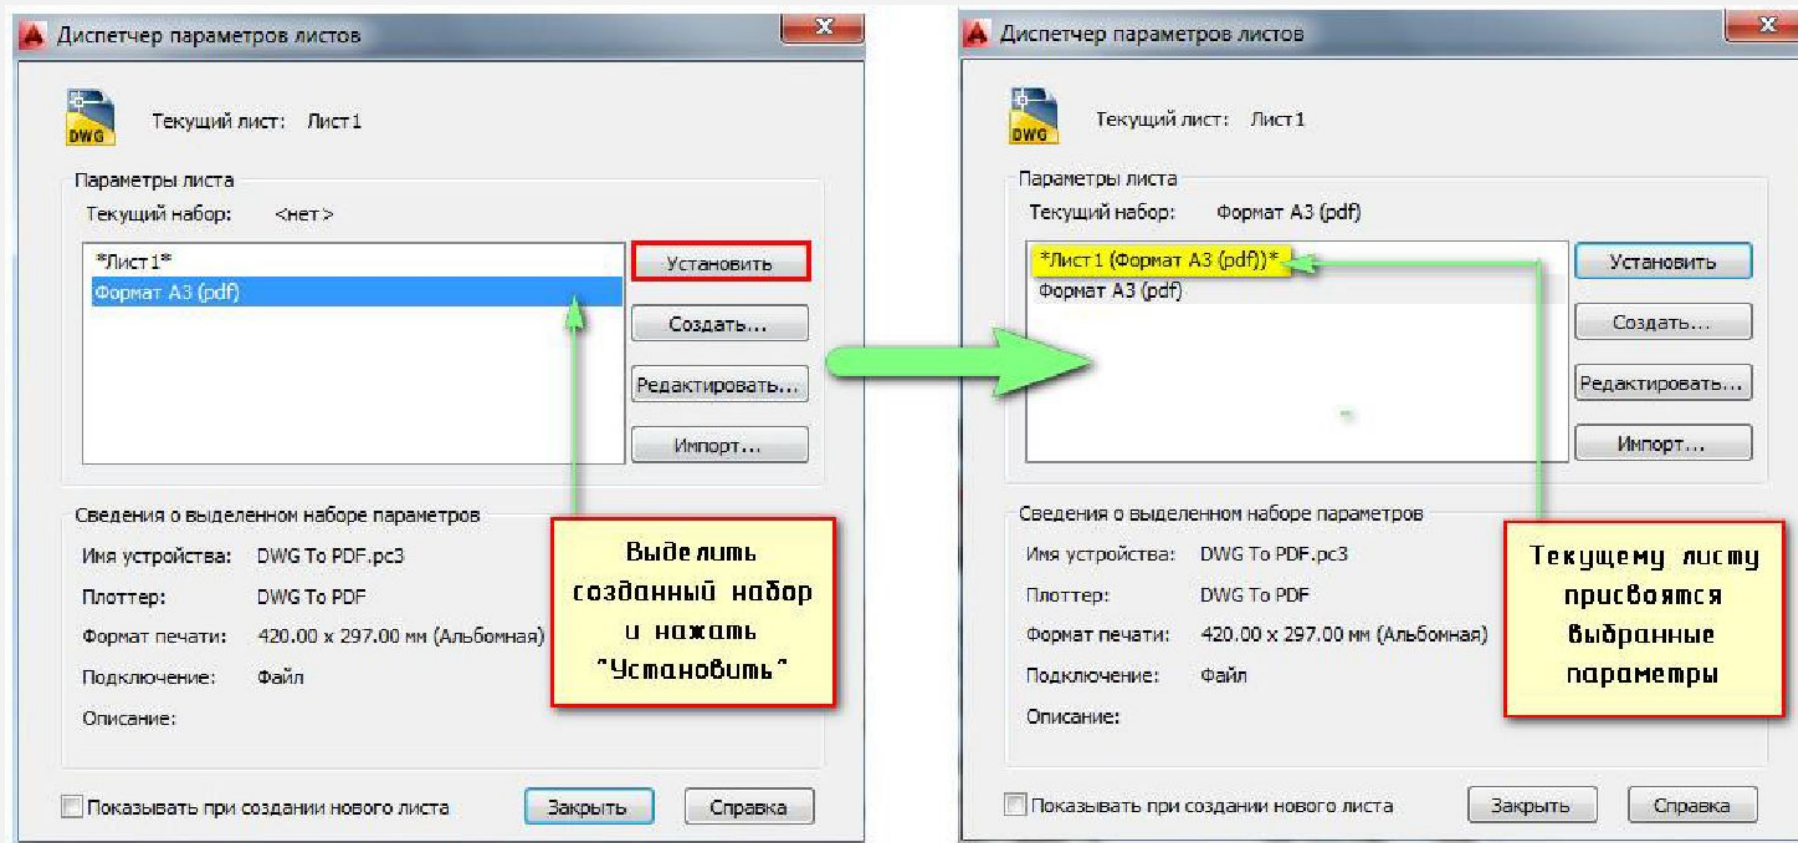 Диспетчер параметров листов
DWG
Текущий лист: Лист1
Параметры листа
Текущий набор: <нет>
*Лист1*
Формат А3 (pdf)
Установить
Создать...
Редактировать...
Импорт...
Сведения о выделенном наборе параметров
Имя устройства: DWG To PDF.pc3
Плоттер: DWG To PDF
Формат печати: 420.00 x 297.00 мм (Альбомная)
Подключение: Файл
Описание:
Выделить
созданный набор
и нажать
"Установить"
Показывать при создании нового листа
Закрыть
Справка
Диспетчер параметров листов
DWG
Текущий лист: Лист1
Параметры листа
Текущий набор: Формат А3 (pdf)
*Лист1 (Формат А3 (pdf))*
Формат А3 (pdf)
Установить
Создать...
Редактировать...
Импорт...
Сведения о выделенном наборе параметров
Имя устройства: DWG To PDF.pc3
Плоттер: DWG To PDF
Формат печати: 420.00 x 297.00 мм (Альбомная)
Подключение: Файл
Описание:
Текущему листу
присвоятся
выбранные
параметры
Показывать при создании нового листа
Закрыть
Справка